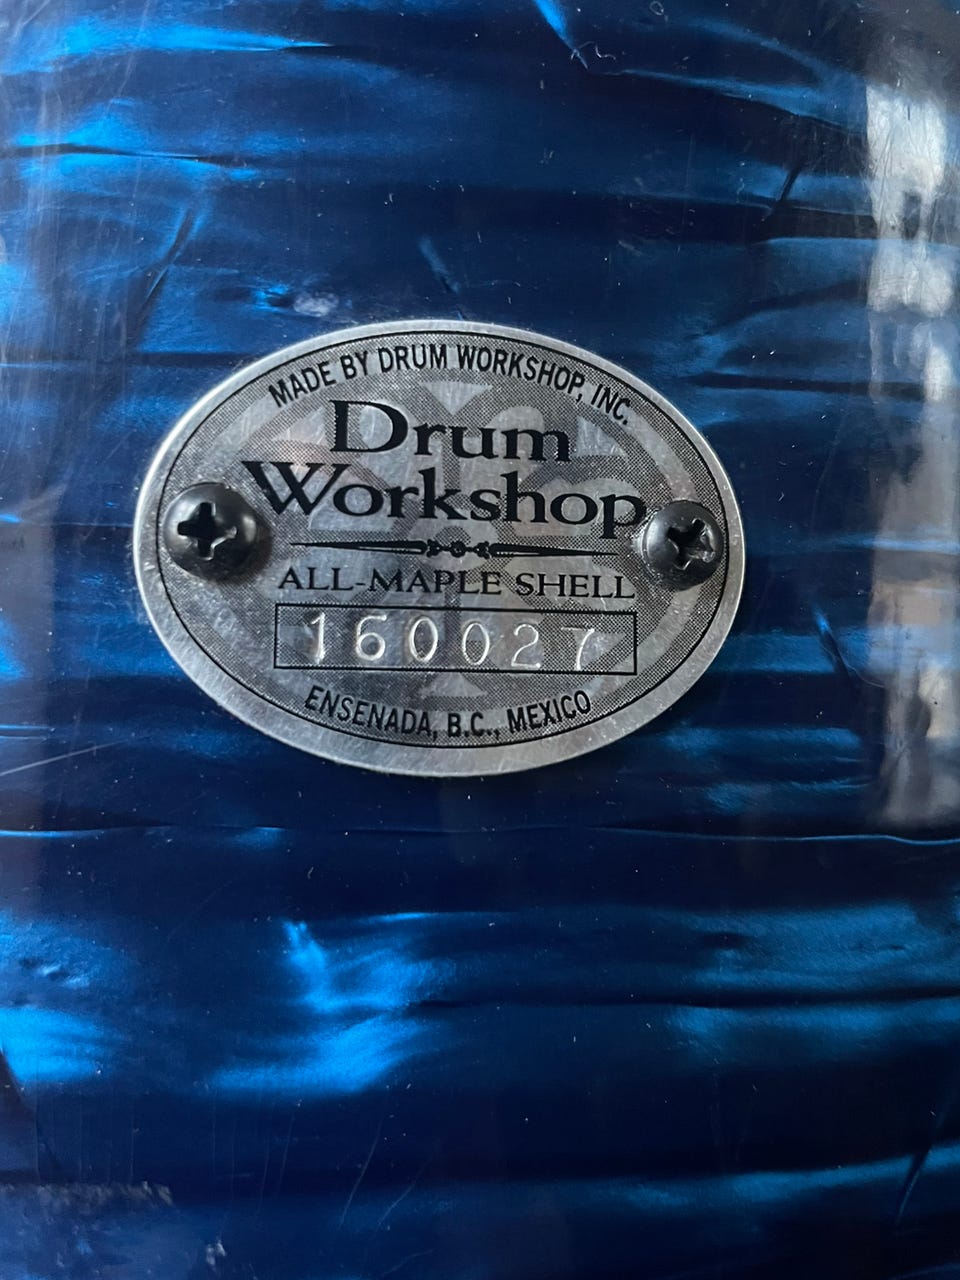 MADE BY DRUM WORKSHOP, INC.
Drum
Workshop
ALL-MAPLE SHELL
160027
ENSENADA, B.C., MEXICO